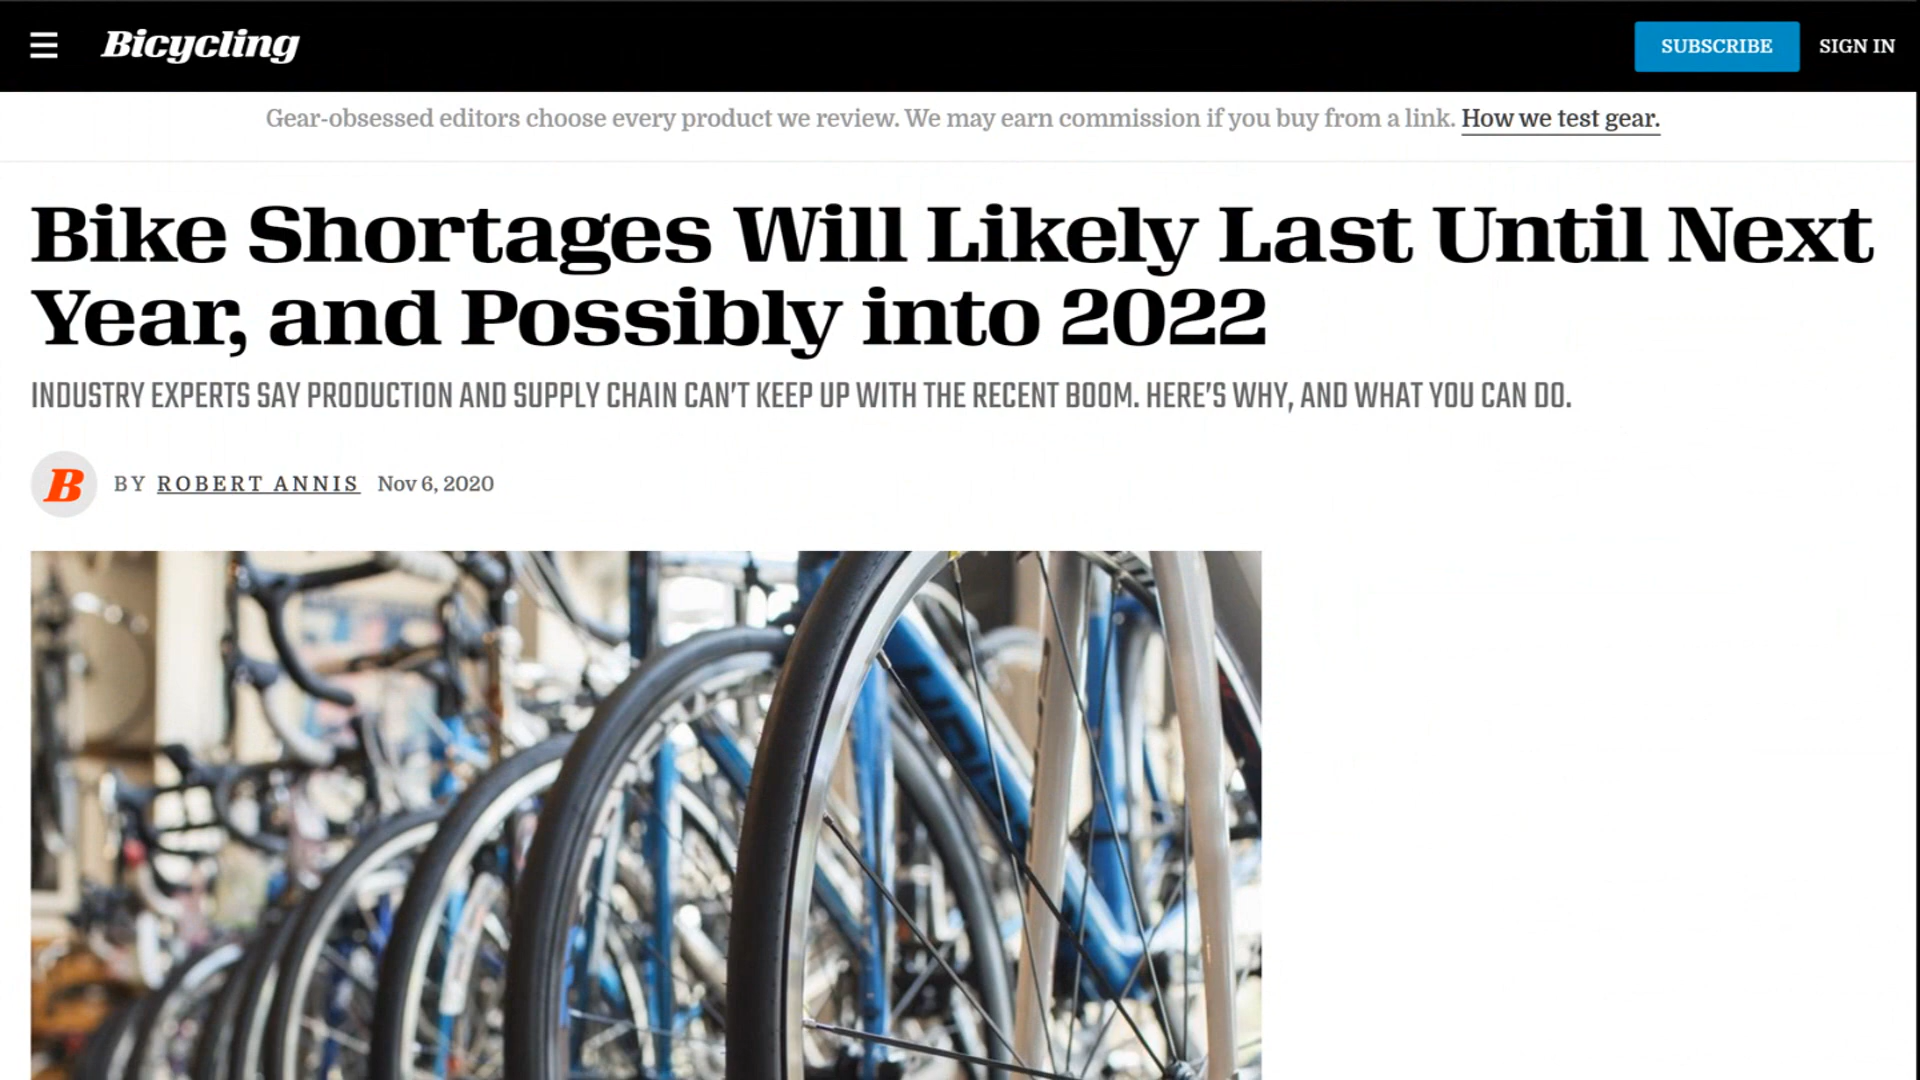 Bicycling
SUBSCRIBE
SIGN IN
Gear-obsessed editors choose every product we review. We may earn commission if you buy from a link. How we test gear.
Bike Shortages Will Likely Last Until Next
Year, and Possibly into 2022
INDUSTRY EXPERTS SAY PRODUCTION AND SUPPLY CHAIN CAN'T KEEP UP WITH THE RECENT BOOM. HERE'S WHY, AND WHAT YOU CAN DO.
B
BY ROBERT ANNIS Nov 6, 2020